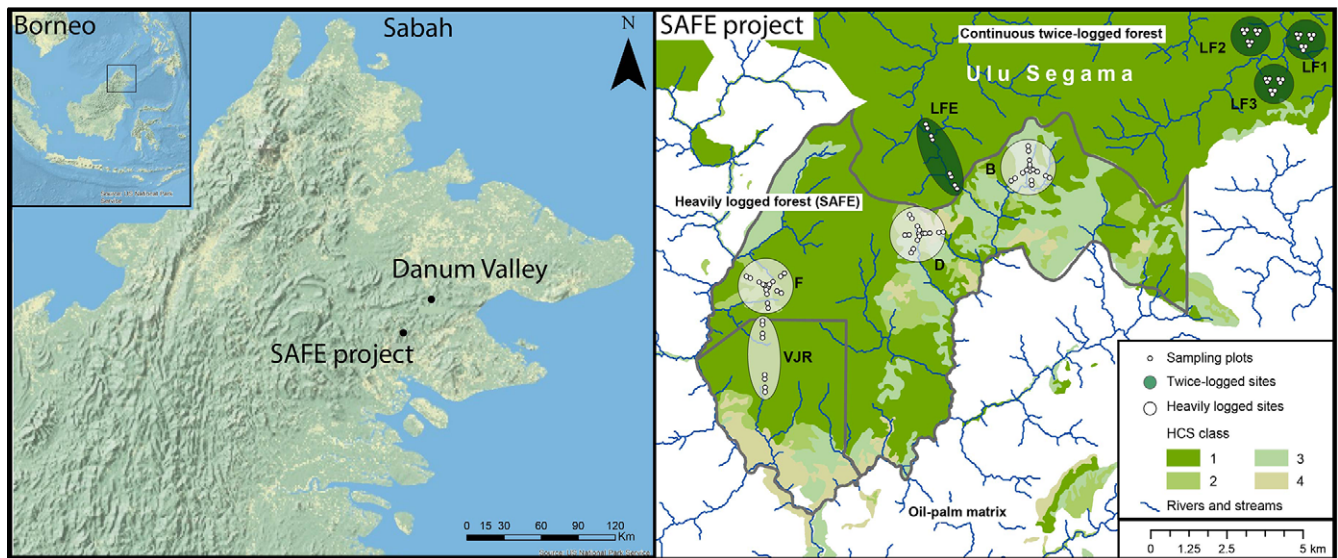 Borneo
Sabah
N
Danum Valley
SAFE project
0 15 30 60 90 120
Km
SAFE project
Continuous twice-logged forest
Ulu Segama
LF2
LF1
LF3
LFE
B
Heavily logged forest (SAFE)
D
F
VJR
Oil-palm matrix
Sampling plots
Twice-logged sites
Heavily logged sites
HCS class
1
3
2
4
Rivers and streams
0 1.25 2.5 5 km